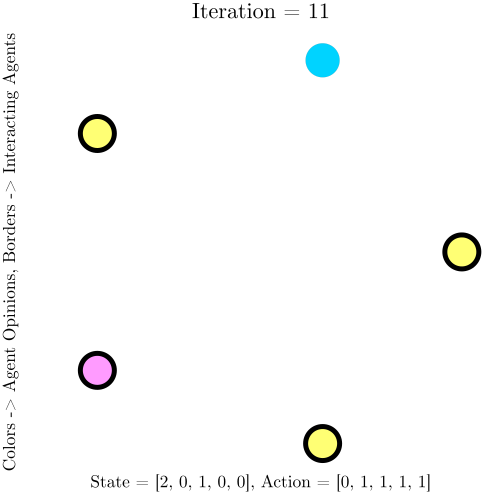 Iteration = 11
Colors -> Agent Opinions, Borders -> Interacting Agents
State = [2, 0, 1, 0, 0], Action = [0, 1, 1, 1, 1]